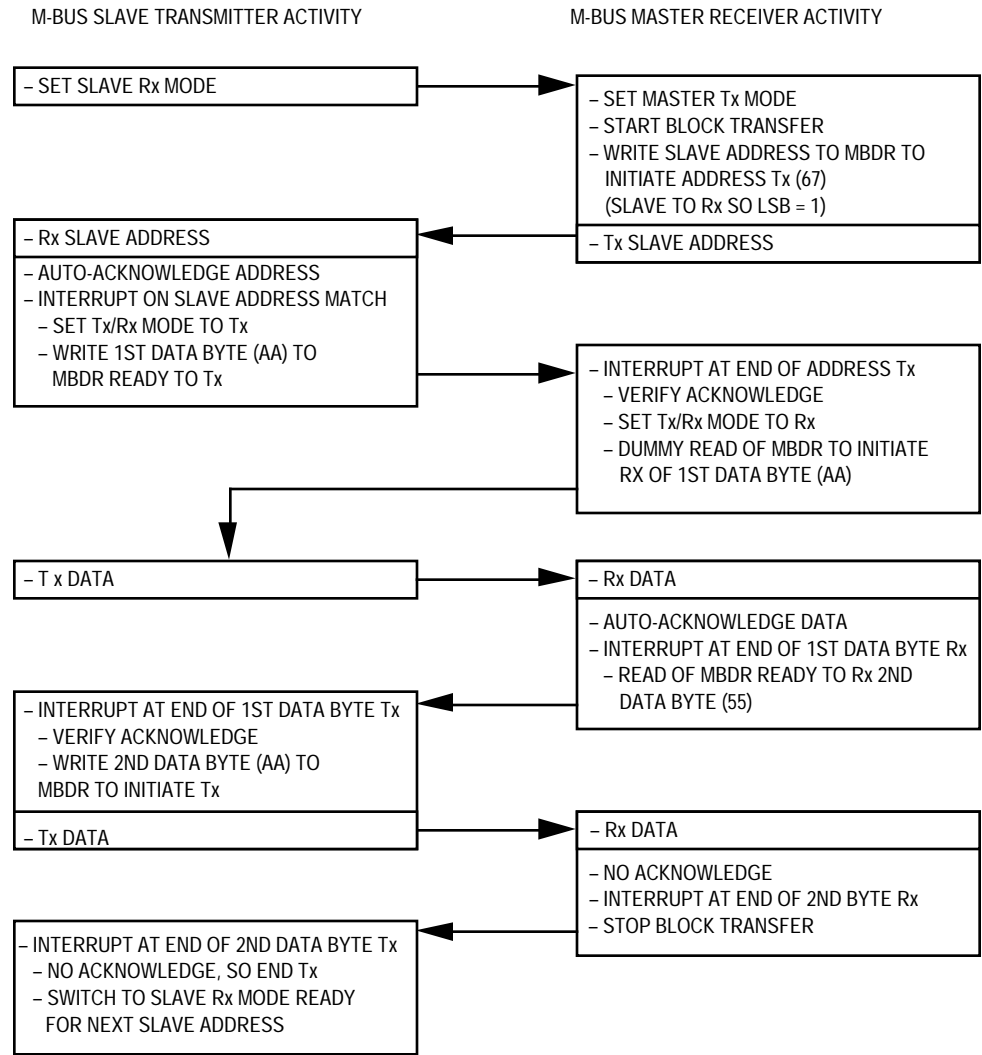 M-BUS SLAVE TRANSMITTER ACTIVITY
M-BUS MASTER RECEIVER ACTIVITY
– SET SLAVE Rx MODE
– SET MASTER Tx MODE
– START BLOCK TRANSFER
– WRITE SLAVE ADDRESS TO MBDR TO
INITIATE ADDRESS Tx (67)
(SLAVE TO Rx SO LSB = 1)
– Tx SLAVE ADDRESS
– Rx SLAVE ADDRESS
– AUTO-ACKNOWLEDGE ADDRESS
– INTERRUPT ON SLAVE ADDRESS MATCH
– SET Tx/Rx MODE TO Tx
– WRITE 1ST DATA BYTE (AA) TO
MBDR READY TO Tx
– INTERRUPT AT END OF ADDRESS Tx
– VERIFY ACKNOWLEDGE
– SET Tx/Rx MODE TO Rx
– DUMMY READ OF MBDR TO INITIATE
RX OF 1ST DATA BYTE (AA)
– T x DATA
– Rx DATA
– AUTO-ACKNOWLEDGE DATA
– INTERRUPT AT END OF 1ST DATA BYTE Rx
– READ OF MBDR READY TO Rx 2ND
DATA BYTE (55)
– INTERRUPT AT END OF 1ST DATA BYTE Tx
– VERIFY ACKNOWLEDGE
– WRITE 2ND DATA BYTE (AA) TO
MBDR TO INITIATE Tx
– Tx DATA
– Rx DATA
– NO ACKNOWLEDGE
– INTERRUPT AT END OF 2ND BYTE Rx
– STOP BLOCK TRANSFER
– INTERRUPT AT END OF 2ND DATA BYTE Tx
– NO ACKNOWLEDGE, SO END Tx
– SWITCH TO SLAVE Rx MODE READY
FOR NEXT SLAVE ADDRESS